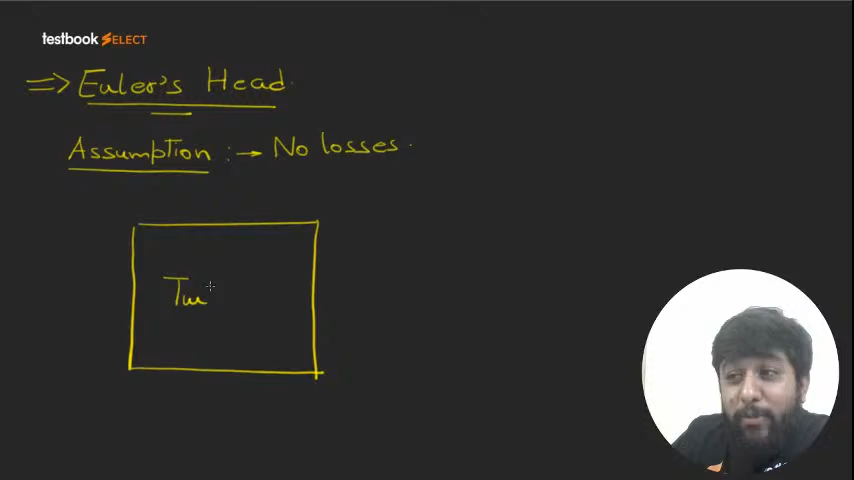 testbook SELECT
=> Euler's Head
Assumption :→ No losses.
Tu